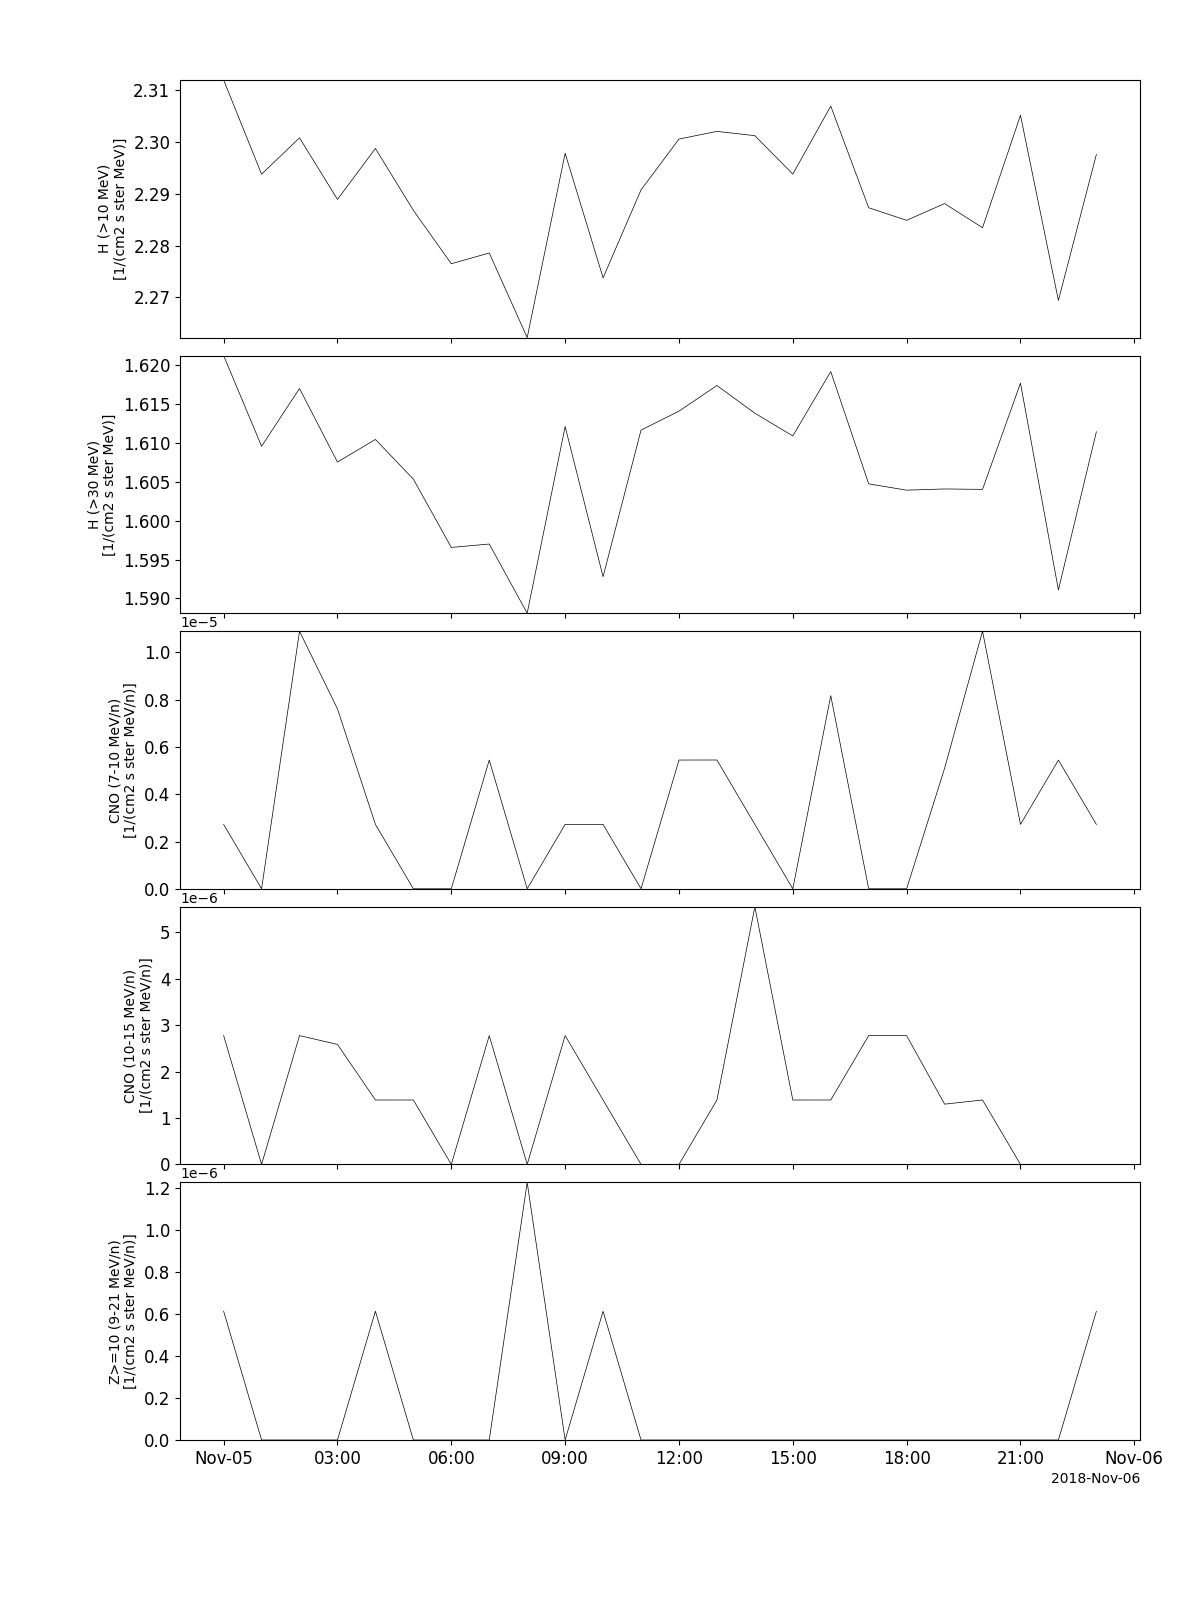 2.31
2.30
2.29
2.28
2.27
H (>10 MeV)
[1/(cm2 s ster MeV)]
1.620
1.615
1.610
1.605
1.600
1.595
1.590
H (>30 MeV)
[1/(cm2 s ster MeV)]
1e−5
1.0
0.8
0.6
0.4
0.2
0.0
CNO (7-10 MeV/n)
[1/(cm2 s ster MeV/n)]
1e−6
5
4
3
2
1
0
CNO (10-15 MeV/n)
[1/(cm2 s ster MeV/n)]
1e−6
1.2
1.0
0.8
0.6
0.4
0.2
0.0
Z>=10 (9-21 MeV/n)
[1/(cm2 s ster MeV/n)]
Nov-05 03:00 06:00 09:00 12:00 15:00 18:00 21:00 Nov-06
2018-Nov-06